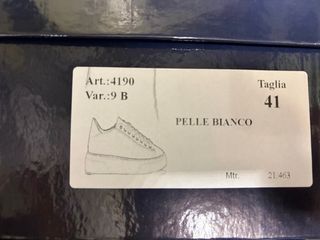 Art.:4190
Var.:9 B
Taglia
41
PELLE BIANCO
Mtr. 21.463